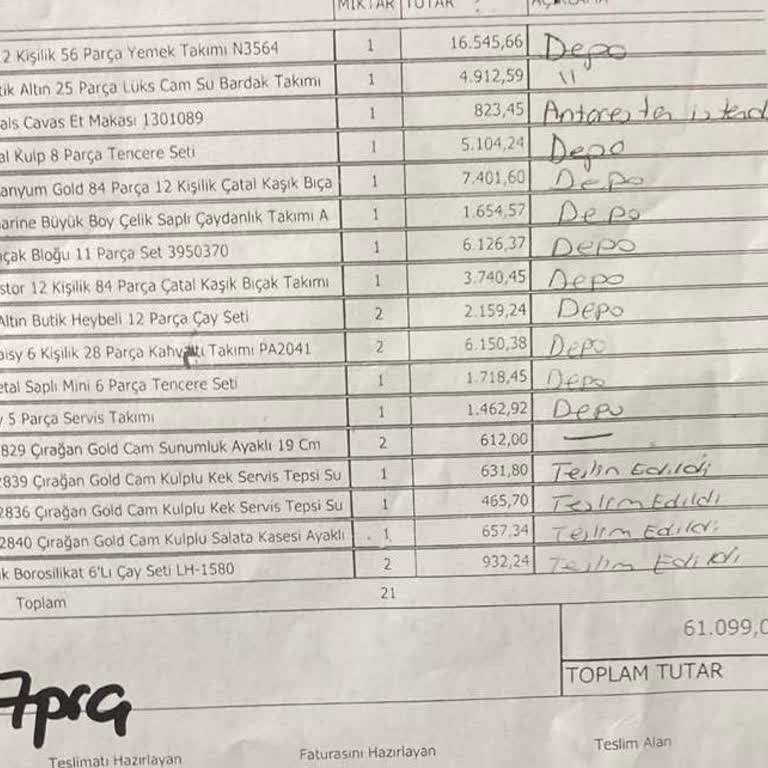 MİKTAR TUTAR AÇIKLAMA
2 Kişilik 56 Parça Yemek Takımı N3564 1 16.545,66 Depo
tik Altın 25 Parça Lüks Cam Su Bardak Takımı 1 4.912,59 "
als Cavas Et Makası 1301089 1 823,45 Antares ten istend
al Kulp 8 Parça Tencere Seti 1 5.104,24 Depo
anyum Gold 84 Parça 12 Kişilik Çatal Kaşık Bıça 1 7.401,60 Depo
arine Büyük Boy Çelik Saplı Çaydanlık Takımı A 1 1.654,57 Depo
çak Bloğu 11 Parça Set 3950370 1 6.126,37 Depo
stor 12 Kişilik 84 Parça Çatal Kaşık Bıçak Takımı 1 3.740,45 Depo
Altın Butik Heybeli 12 Parça Çay Seti 2 2.159,24 Depo
aisy 6 Kişilik 28 Parça Kahvaltı Takımı PA2041 2 6.150,38 Depo
etal Saplı Mini 6 Parça Tencere Seti 1 1.718,45 Depo
y 5 Parça Servis Takımı 1 1.462,92 Depo
829 Çırağan Gold Cam Sunumluk Ayaklı 19 Cm 2 612,00 —
2839 Çırağan Gold Cam Kulplu Kek Servis Tepsi Su 1 631,80 Teslim Edildi
2836 Çırağan Gold Cam Kulplu Kek Servis Tepsi Su 1 465,70 Teslim Edildi
2840 Çırağan Gold Cam Kulplu Salata Kasesi Ayaklı 1 657,34 Teslim Edildi
k Borosilikat 6'Lı Çay Seti LH-1580 2 932,24 Teslim Edildi
Toplam 21
61.099,0
TOPLAM TUTAR
7prça
Teslimatı Hazırlayan Faturasını Hazırlayan Teslim Alan